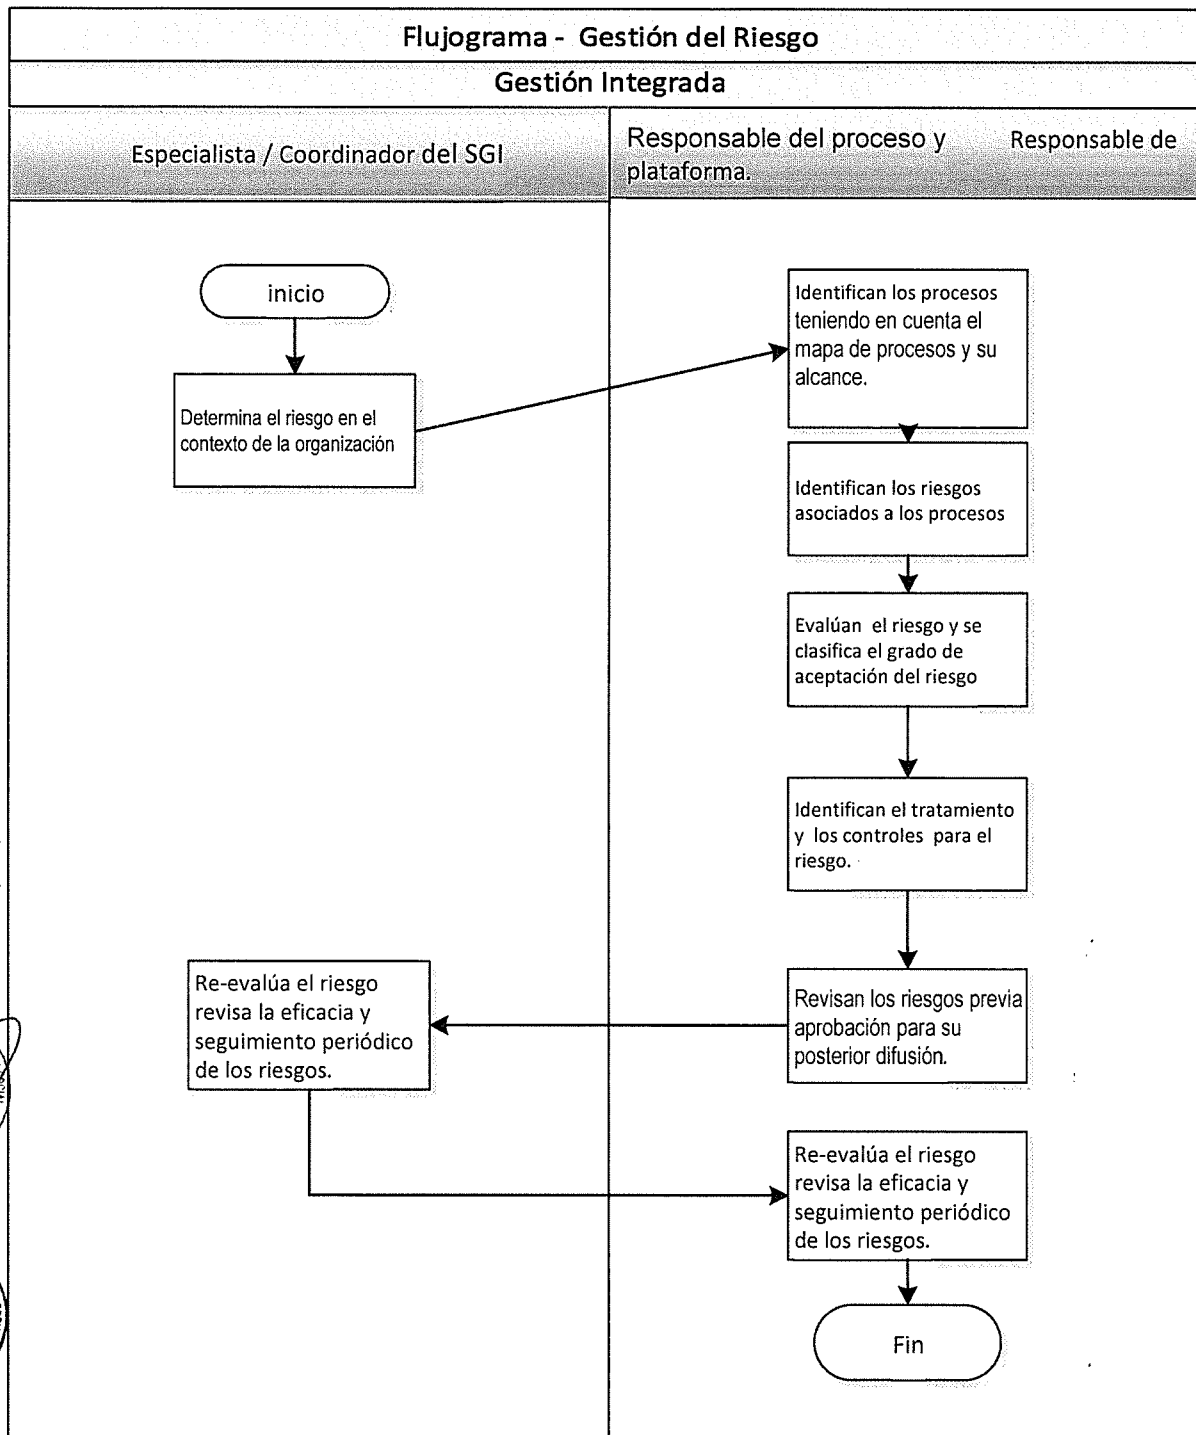 Flujograma - Gestión del Riesgo
Gestión Integrada
Especialista / Coordinador del SGI
Responsable del proceso y Responsable de
plataforma.
inicio
Determina el riesgo en el
contexto de la organización
Identifican los procesos
teniendo en cuenta el
mapa de procesos y su
alcance.
Identifican los riesgos
asociados a los procesos
Evalúan el riesgo y se
clasifica el grado de
aceptación del riesgo
Identifican el tratamiento
y los controles para el
riesgo.
Revisan los riesgos previa
aprobación para su
posterior difusión.
Re-evalúa el riesgo
revisa la eficacia y
seguimiento periódico
de los riesgos.
Re-evalúa el riesgo
revisa la eficacia y
seguimiento periódico
de los riesgos.
Fin